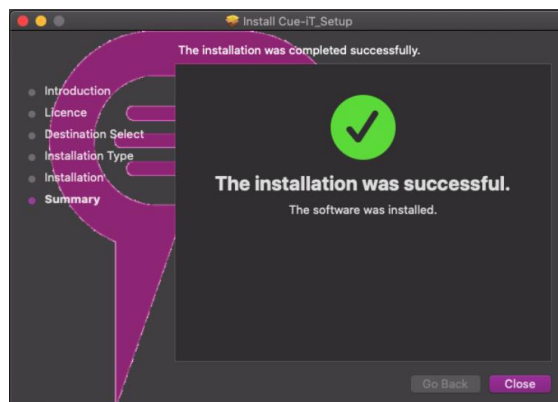 Install Cue-iT_Setup
The installation was completed successfully.
Introduction
Licence
Destination Select
Installation Type
Installation
Summary
The installation was successful.
The software was installed.
Go Back
Close